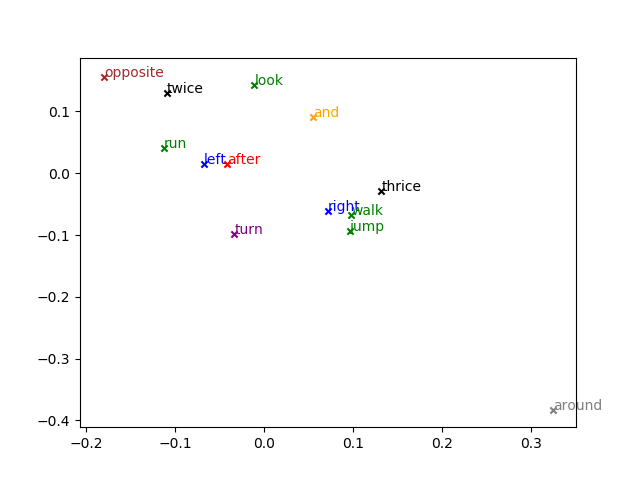 opposite
twice
look
and
run
left
after
thrice
right
walk
jump
turn
around
0.1
0.0
−0.1
−0.2
−0.3
−0.4
−0.2
−0.1
0.0
0.1
0.2
0.3